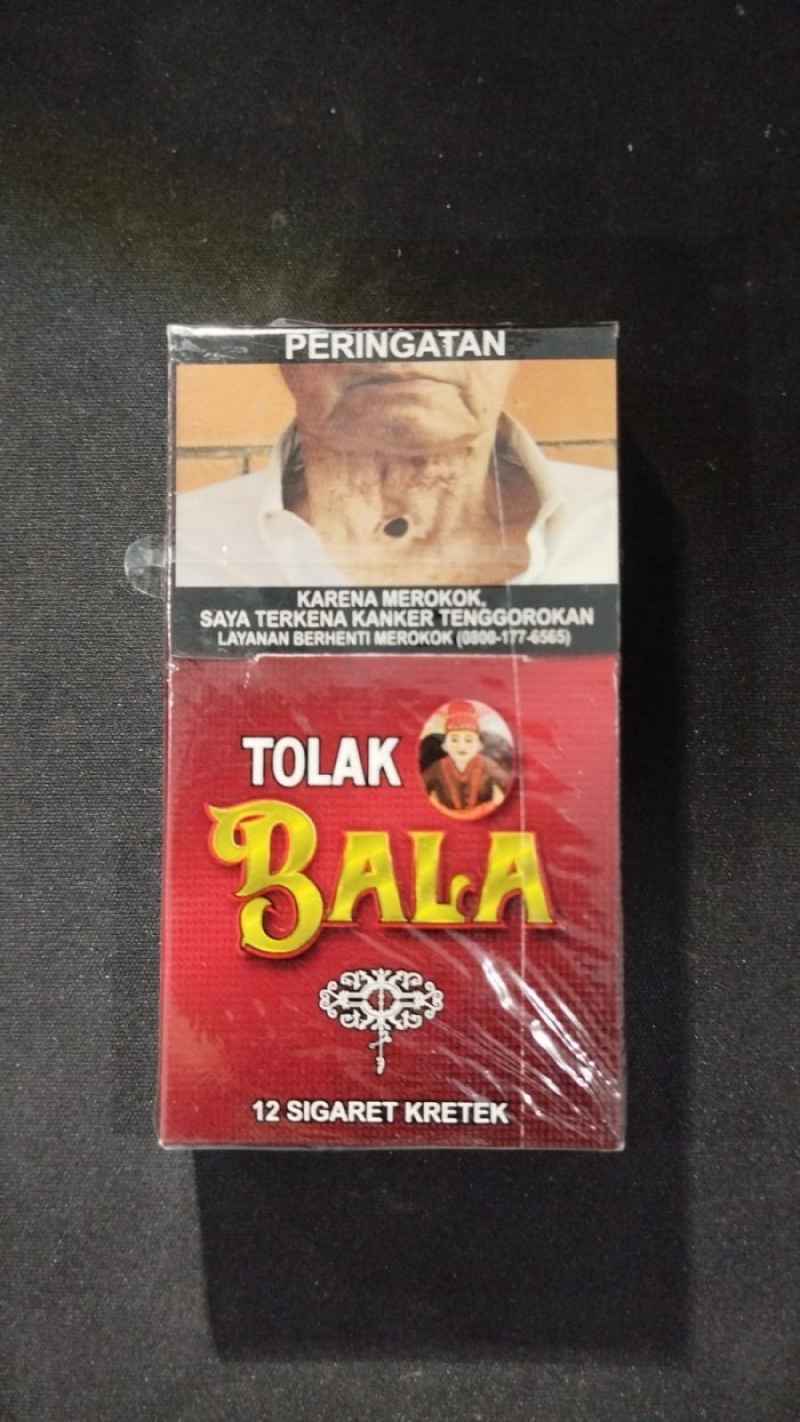 PERINGATAN
KARENA MEROKOK,
SAYA TERKENA KANKER TENGGOROKAN
LAYANAN BERHENTI MEROKOK (0800-177-6565)
TOLAK
BALA
12 SIGARET KRETEK